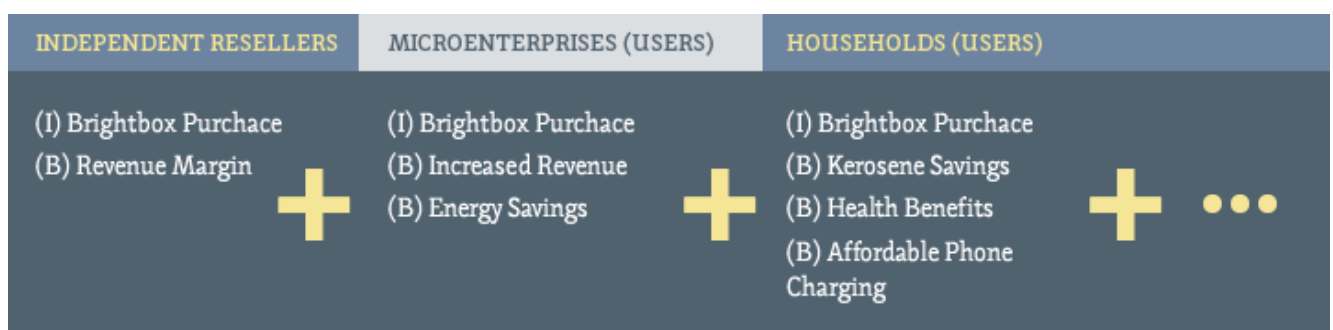 INDEPENDENT RESELLERS
MICROENTERPRISES (USERS)
HOUSEHOLDS (USERS)
(I) Brightbox Purchace
(B) Revenue Margin
(I) Brightbox Purchace
(B) Increased Revenue
(B) Energy Savings
(I) Brightbox Purchace
(B) Kerosene Savings
(B) Health Benefits
(B) Affordable Phone
Charging